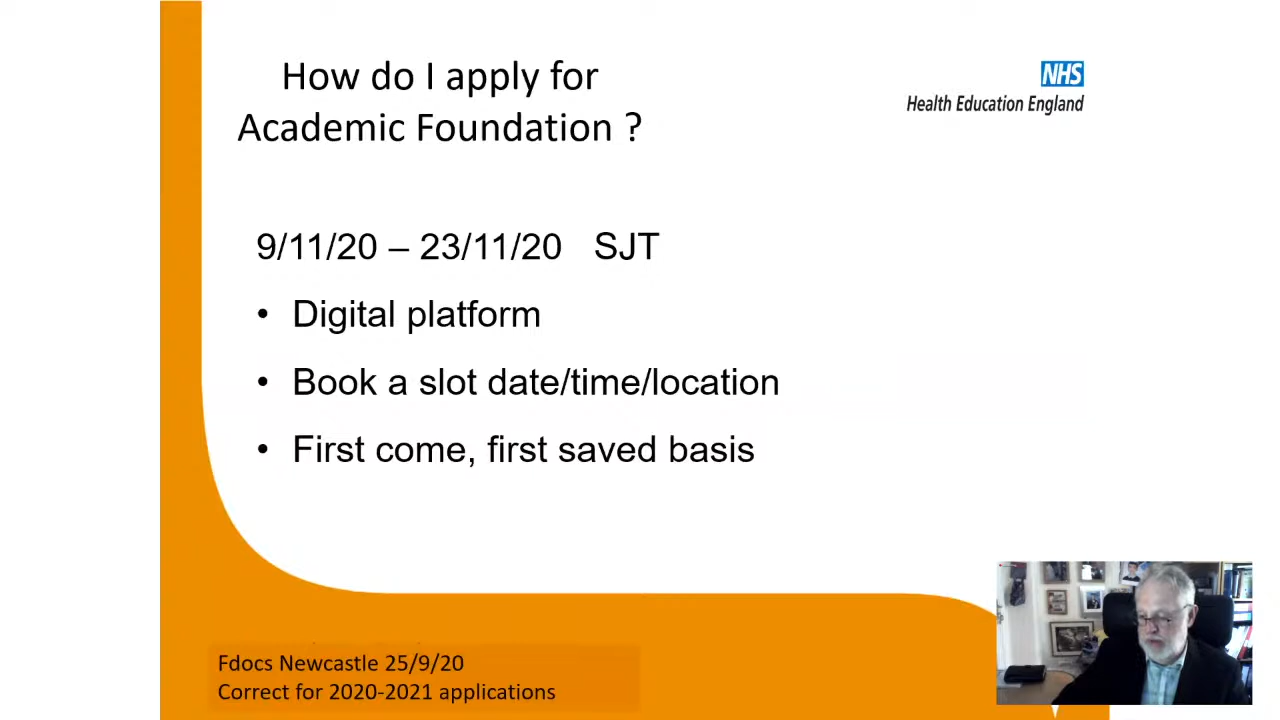 How do I apply for
Academic Foundation ?
NHS
Health Education England
9/11/20 – 23/11/20 SJT
• Digital platform
• Book a slot date/time/location
• First come, first saved basis
Fdocs Newcastle 25/9/20
Correct for 2020-2021 applications